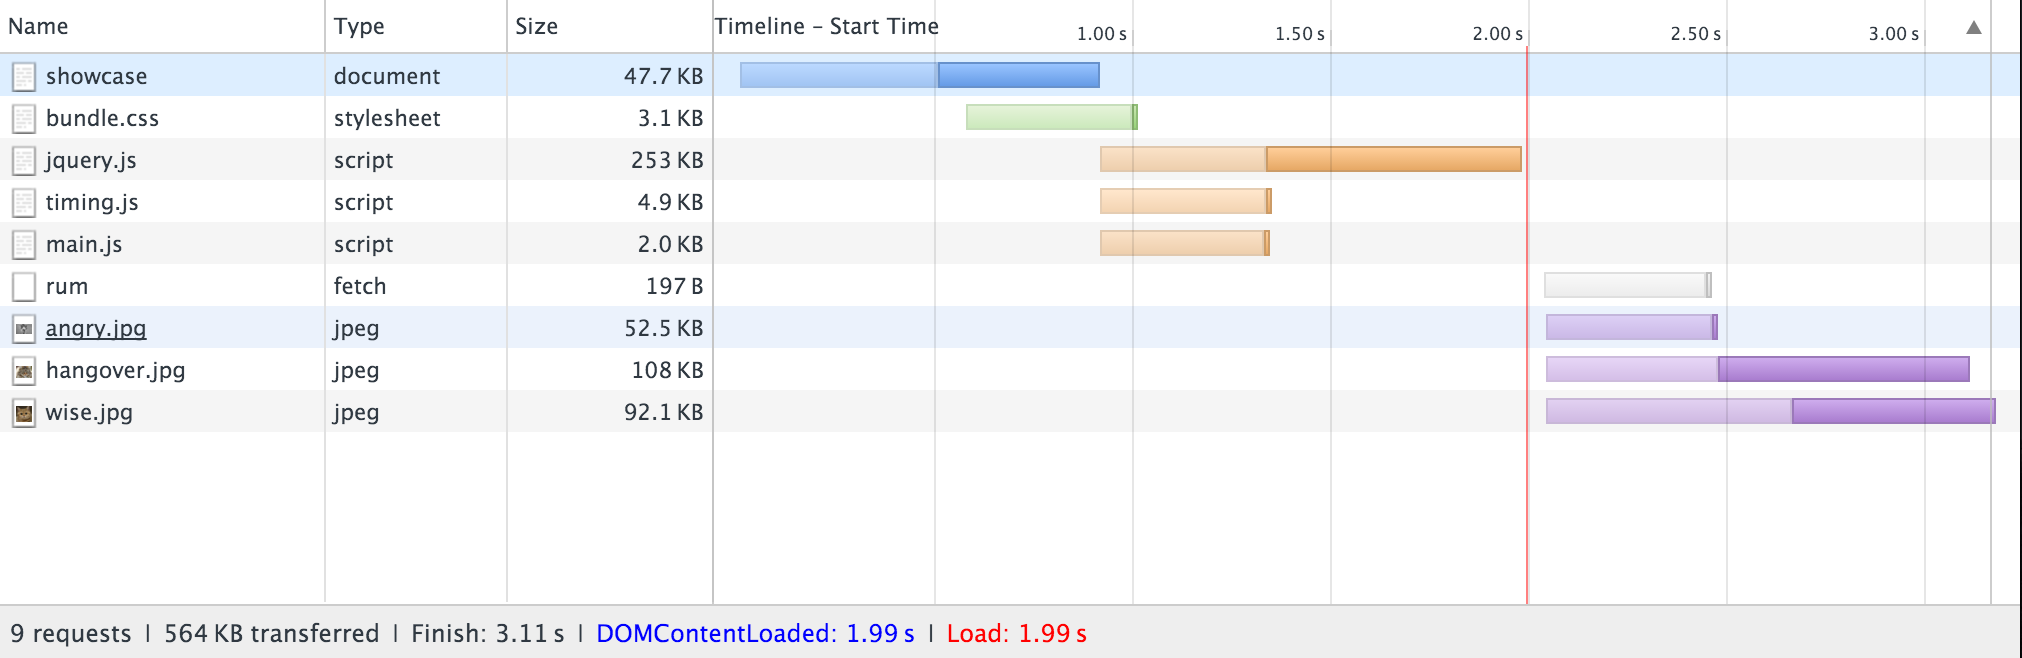 Name Type Size Timeline – Start Time 1.00 s 1.50 s 2.00 s 2.50 s 3.00 s
showcase document 47.7 KB
bundle.css stylesheet 3.1 KB
jquery.js script 253 KB
timing.js script 4.9 KB
main.js script 2.0 KB
rum fetch 197 B
angry.jpg jpeg 52.5 KB
hangover.jpg jpeg 108 KB
wise.jpg jpeg 92.1 KB
9 requests | 564 KB transferred | Finish: 3.11 s | DOMContentLoaded: 1.99 s | Load: 1.99 s